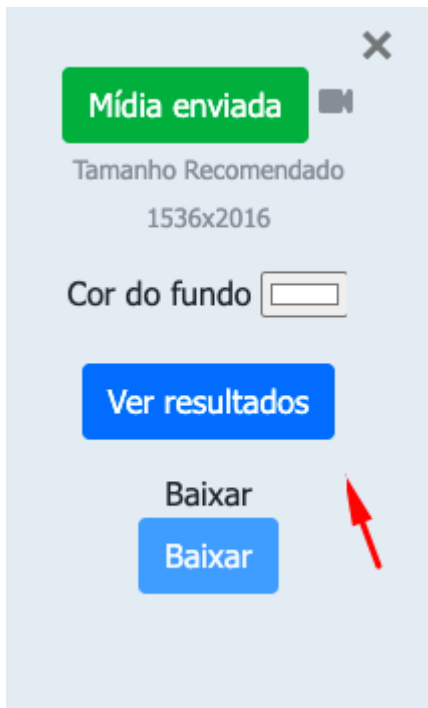 Mídia enviada
Tamanho Recomendado
1536x2016
Cor do fundo
Ver resultados
Baixar
Baixar